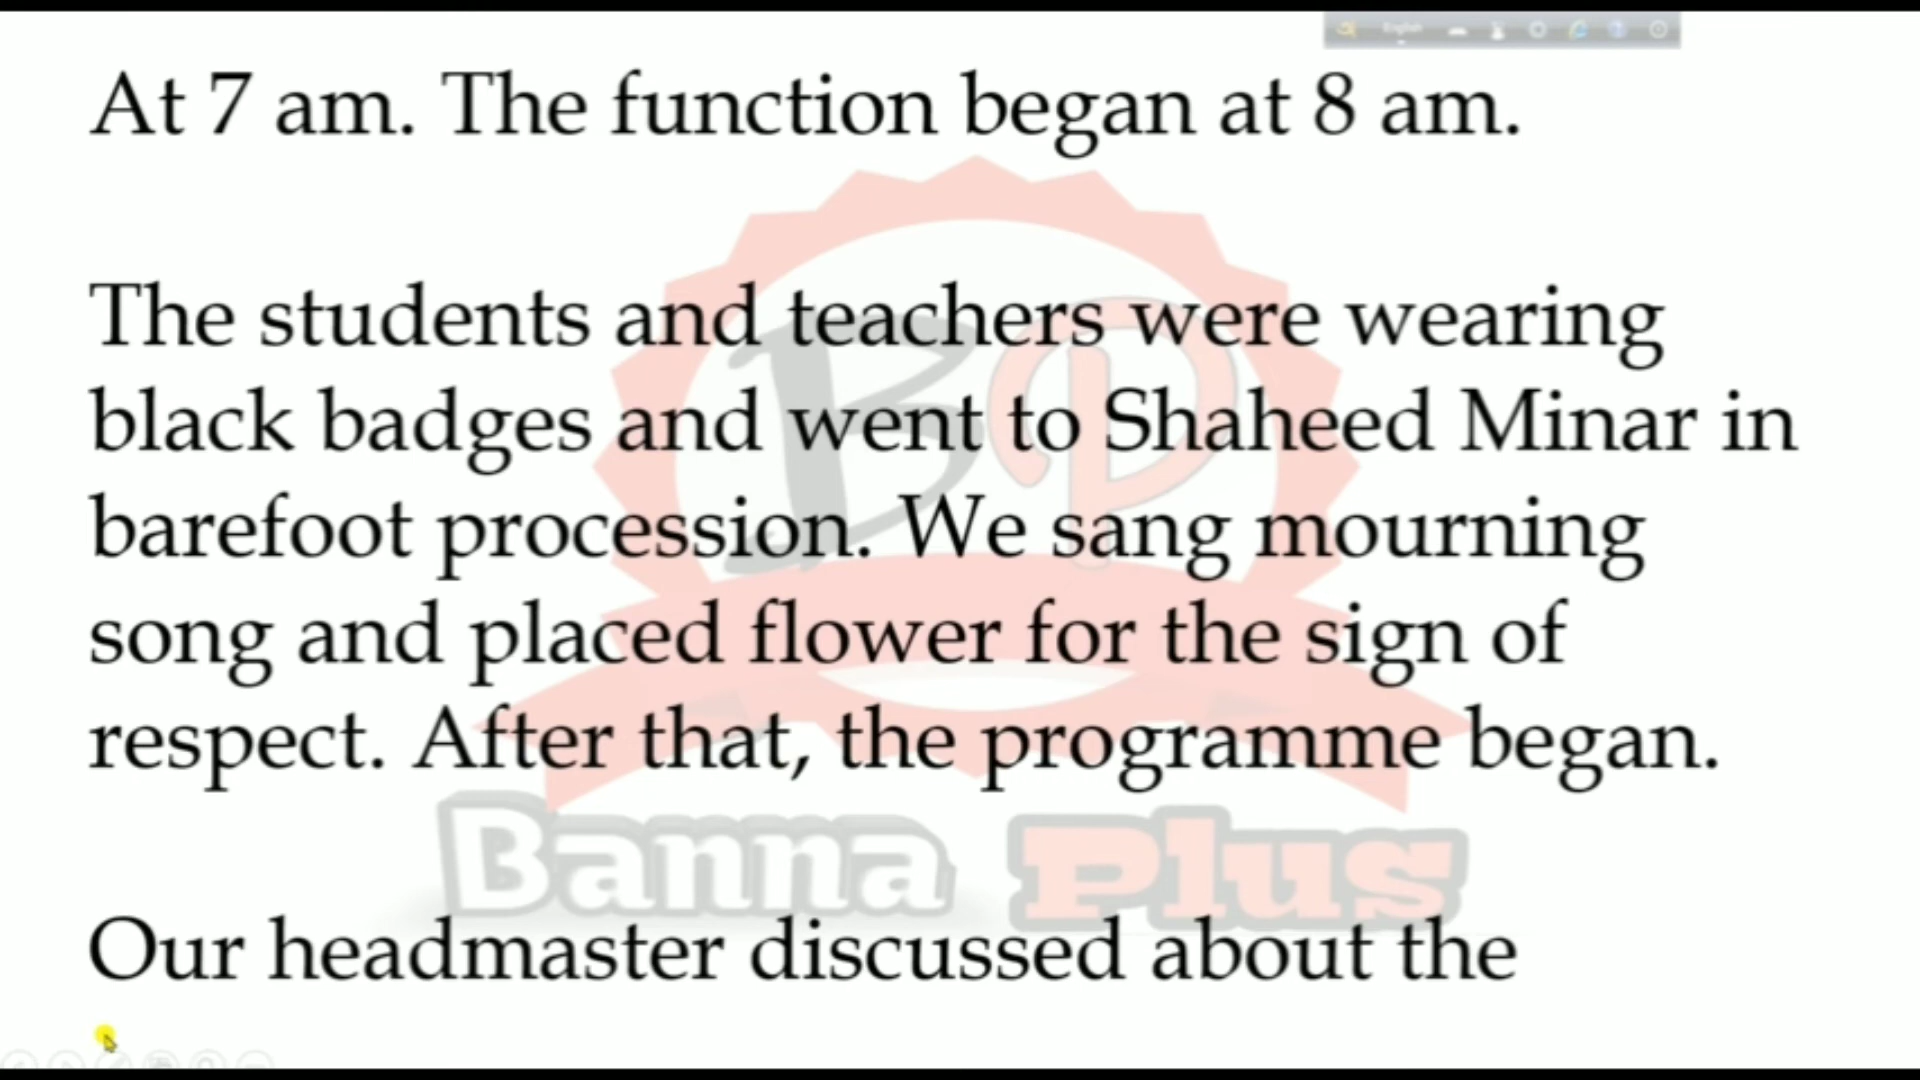 English
At 7 am. The function began at 8 am.
The students and teachers were wearing
black badges and went to Shaheed Minar in
barefoot procession. We sang mourning
song and placed flower for the sign of
respect. After that, the programme began.
BP
Banna Plus
Our headmaster discussed about the